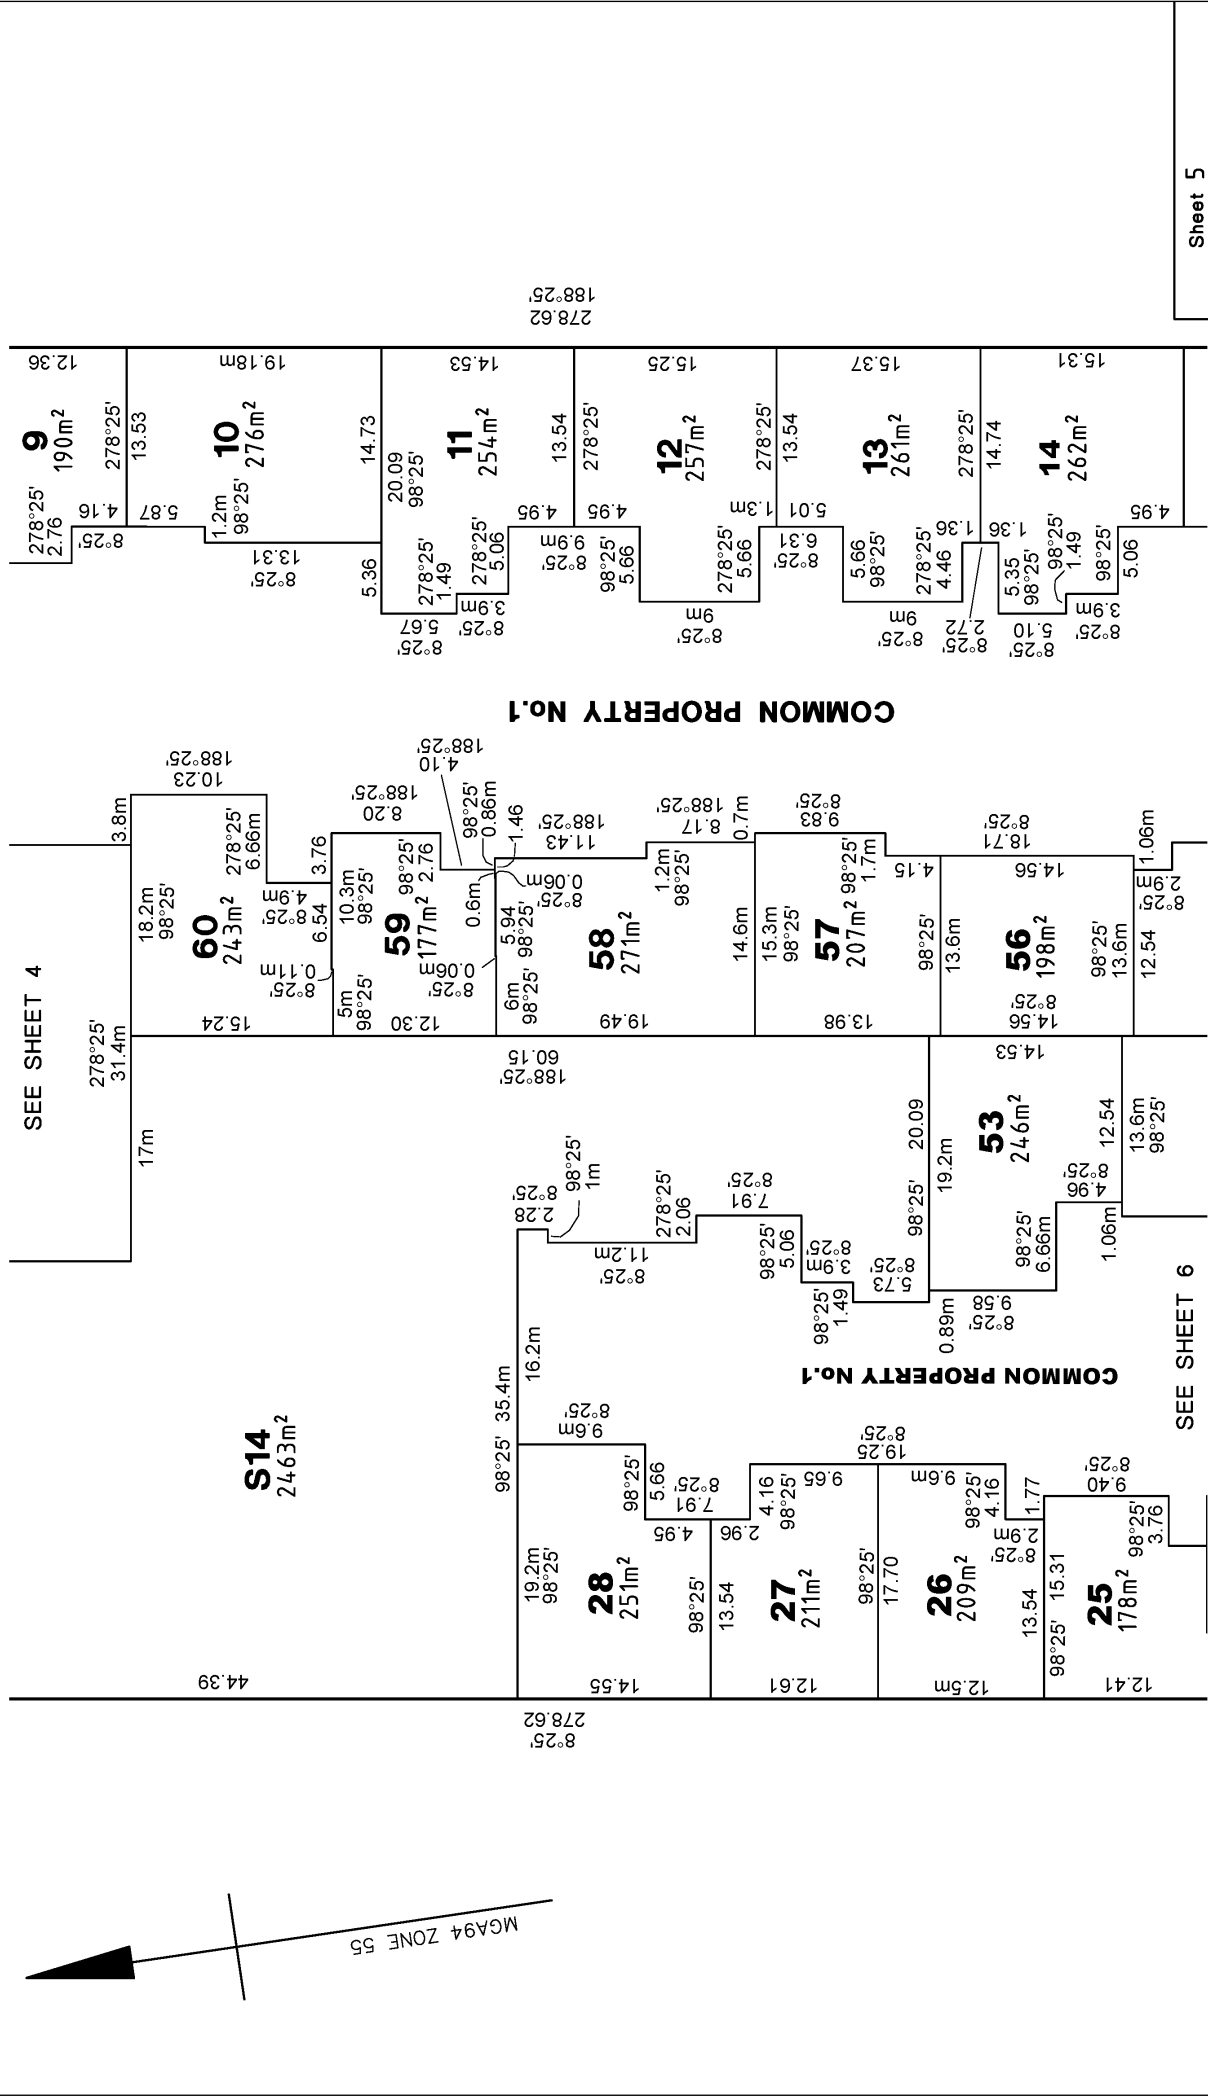 SEE SHEET 4
Sheet 5
SEE SHEET 6
MGA94 ZONE 55
188°25'
278.62
9
190m²
12.36
278°25'
13.53
278°25'
2.76
4.16
8°25'
10
276m²
19.18m
5.87
1.2m
98°25'
13.31
8°25'
14.73
5.36
11
254m²
14.53
20.09
98°25'
278°25'
1.49
5.67
8°25'
278°25'
5.06
3.9m
8°25'
4.95
13.54
9.9m
8°25'
12
257m²
15.25
278°25'
4.95
98°25'
5.66
9m
8°25'
278°25'
5.66
1.3m
278°25'
13
261m²
15.37
13.54
5.01
6.31
8°25'
5.66
98°25'
9m
8°25'
278°25'
4.46
1.36
278°25'
2.72
8°25'
14
262m²
15.31
14.74
1.36
5.35
98°25'
5.10
8°25'
98°25'
1.49
98°25'
5.06
3.9m
8°25'
4.95
COMMON PROPERTY No.1
60
243m²
3.8m
10.23
188°25'
18.2m
98°25'
278°25'
6.66m
4.9m
8°25'
3.76
6.54
0.11m
8°25'
15.24
59
177m²
8.20
188°25'
10.3m
98°25'
5m
98°25'
98°25'
2.76
4.10
188°25'
98°25'
0.86m
1.46
0.6m
0.06m
8°25'
0.06m
8°25'
12.30
58
271m²
11.43
188°25'
5.94
98°25'
6m
98°25'
1.2m
98°25'
8.17
188°25'
0.7m
14.6m
19.49
57
207m²
9.83
8°25'
15.3m
98°25'
98°25'
1.7m
4.15
98°25'
13.98
56
198m²
18.71
8°25'
14.56
13.6m
98°25'
13.6m
8°25'
14.56
1.06m
2.9m
8°25'
12.54
278°25'
31.4m
17m
188°25'
60.15
S14
2463m²
44.39
98°25'
35.4m
16.2m
2.28
8°25'
98°25'
1m
11.2m
8°25'
278°25'
2.06
7.91
8°25'
98°25'
5.06
3.9m
8°25'
98°25'
1.49
5.73
8°25'
98°25'
20.09
53
246m²
14.53
19.2m
0.89m
9.58
8°25'
98°25'
6.66m
4.96
8°25'
1.06m
12.54
13.6m
98°25'
COMMON PROPERTY No.1
28
251m²
14.55
19.2m
98°25'
9.6m
8°25'
98°25'
5.66
7.91
8°25'
4.95
98°25'
27
211m²
12.61
13.54
2.96
4.16
98°25'
9.65
19.25
8°25'
98°25'
26
209m²
12.5m
17.70
9.6m
98°25'
4.16
2.9m
8°25'
1.77
13.54
25
178m²
12.41
98°25'
15.31
9.40
8°25'
98°25'
3.76
278.62
8°25'